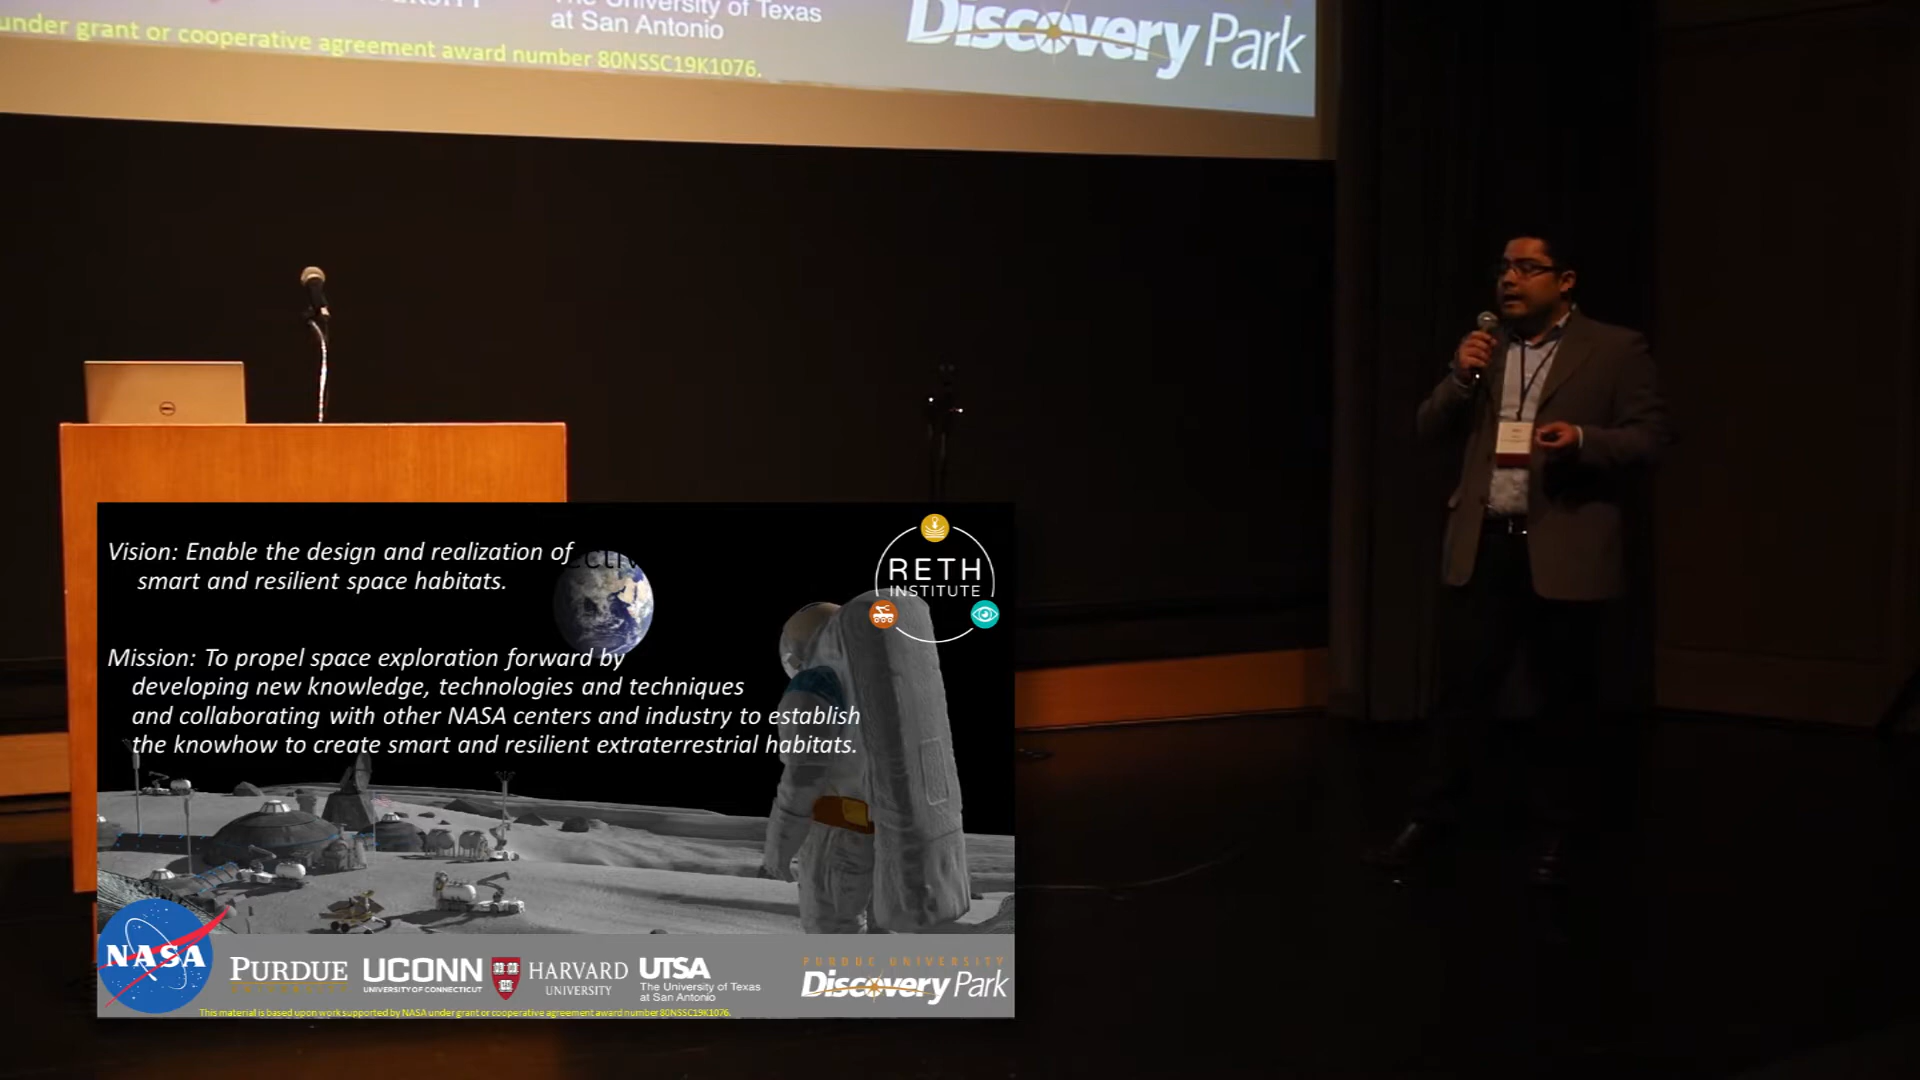 The University of Texas
at San Antonio
Discovery Park
under grant or cooperative agreement award number 80NSSC19K1076.
Vision: Enable the design and realization of
smart and resilient space habitats.
RETH
INSTITUTE
Mission: To propel space exploration forward by
developing new knowledge, technologies and techniques
and collaborating with other NASA centers and industry to establish
the knowhow to create smart and resilient extraterrestrial habitats.
NASA
PURDUE
UNIVERSITY
UCONN
UNIVERSITY OF CONNECTICUT
HARVARD
UNIVERSITY
UTSA
The University of Texas
at San Antonio
PURDUE UNIVERSITY
Discovery Park
This material is based upon work supported by NASA under grant or cooperative agreement award number 80NSSC19K1076.